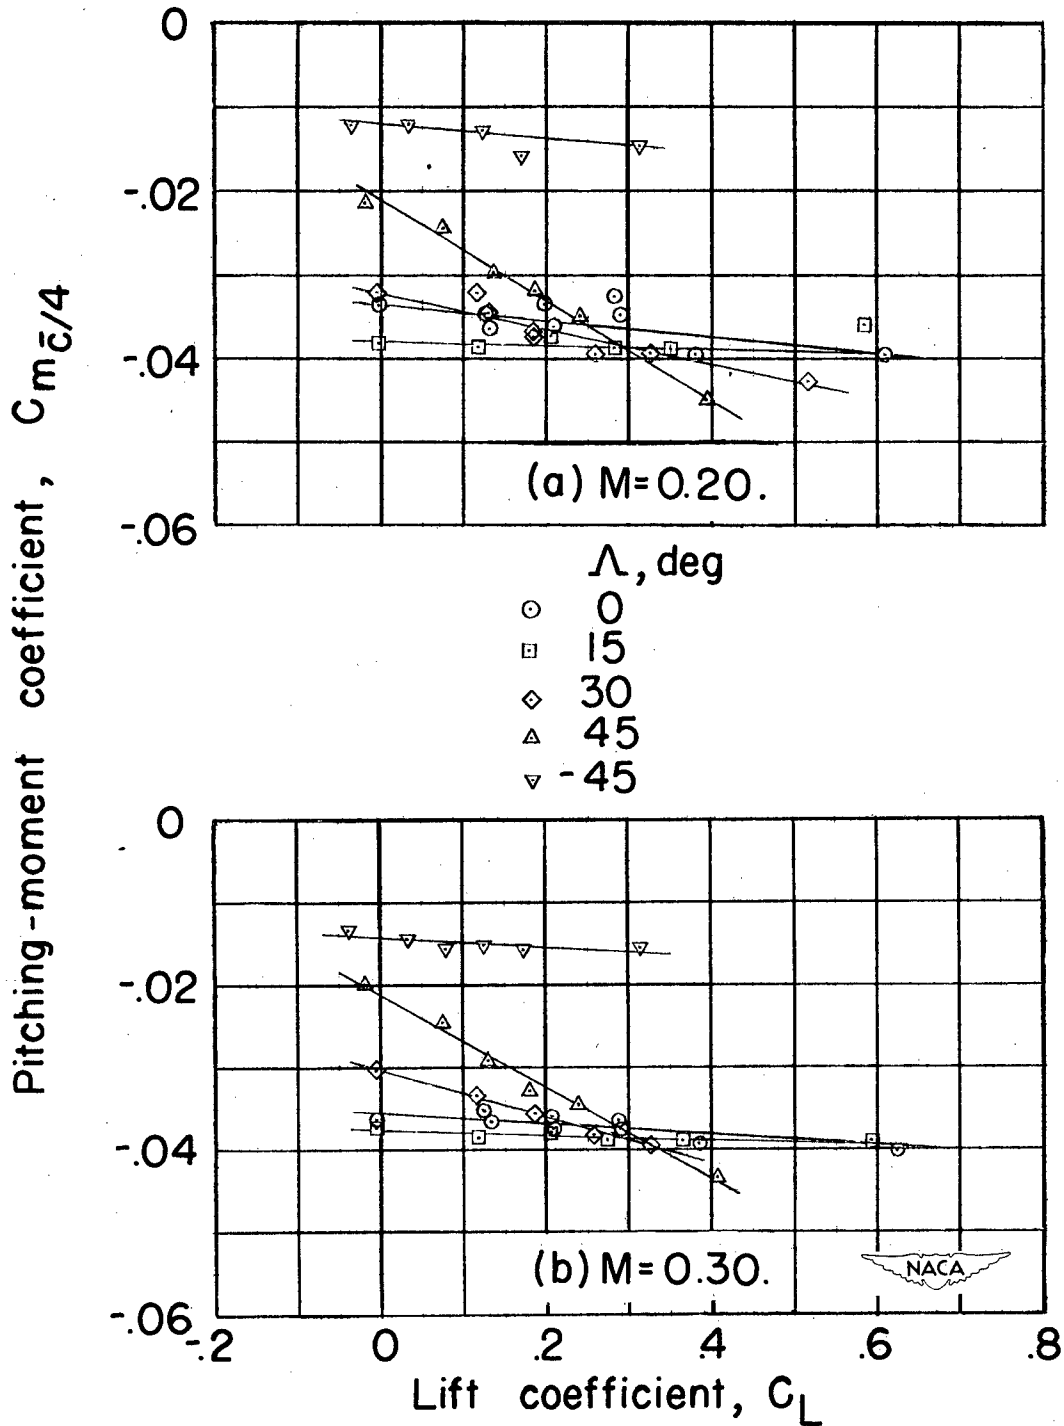 0
-.02
-.04
-.06
(a) M=0.20.
Pitching-moment coefficient, Cm c̄/4
Λ, deg
0
15
30
45
-45
0
-.02
-.04
-.06
(b) M=0.30.
NACA
-.2 0 .2 .4 .6 .8
Lift coefficient, CL